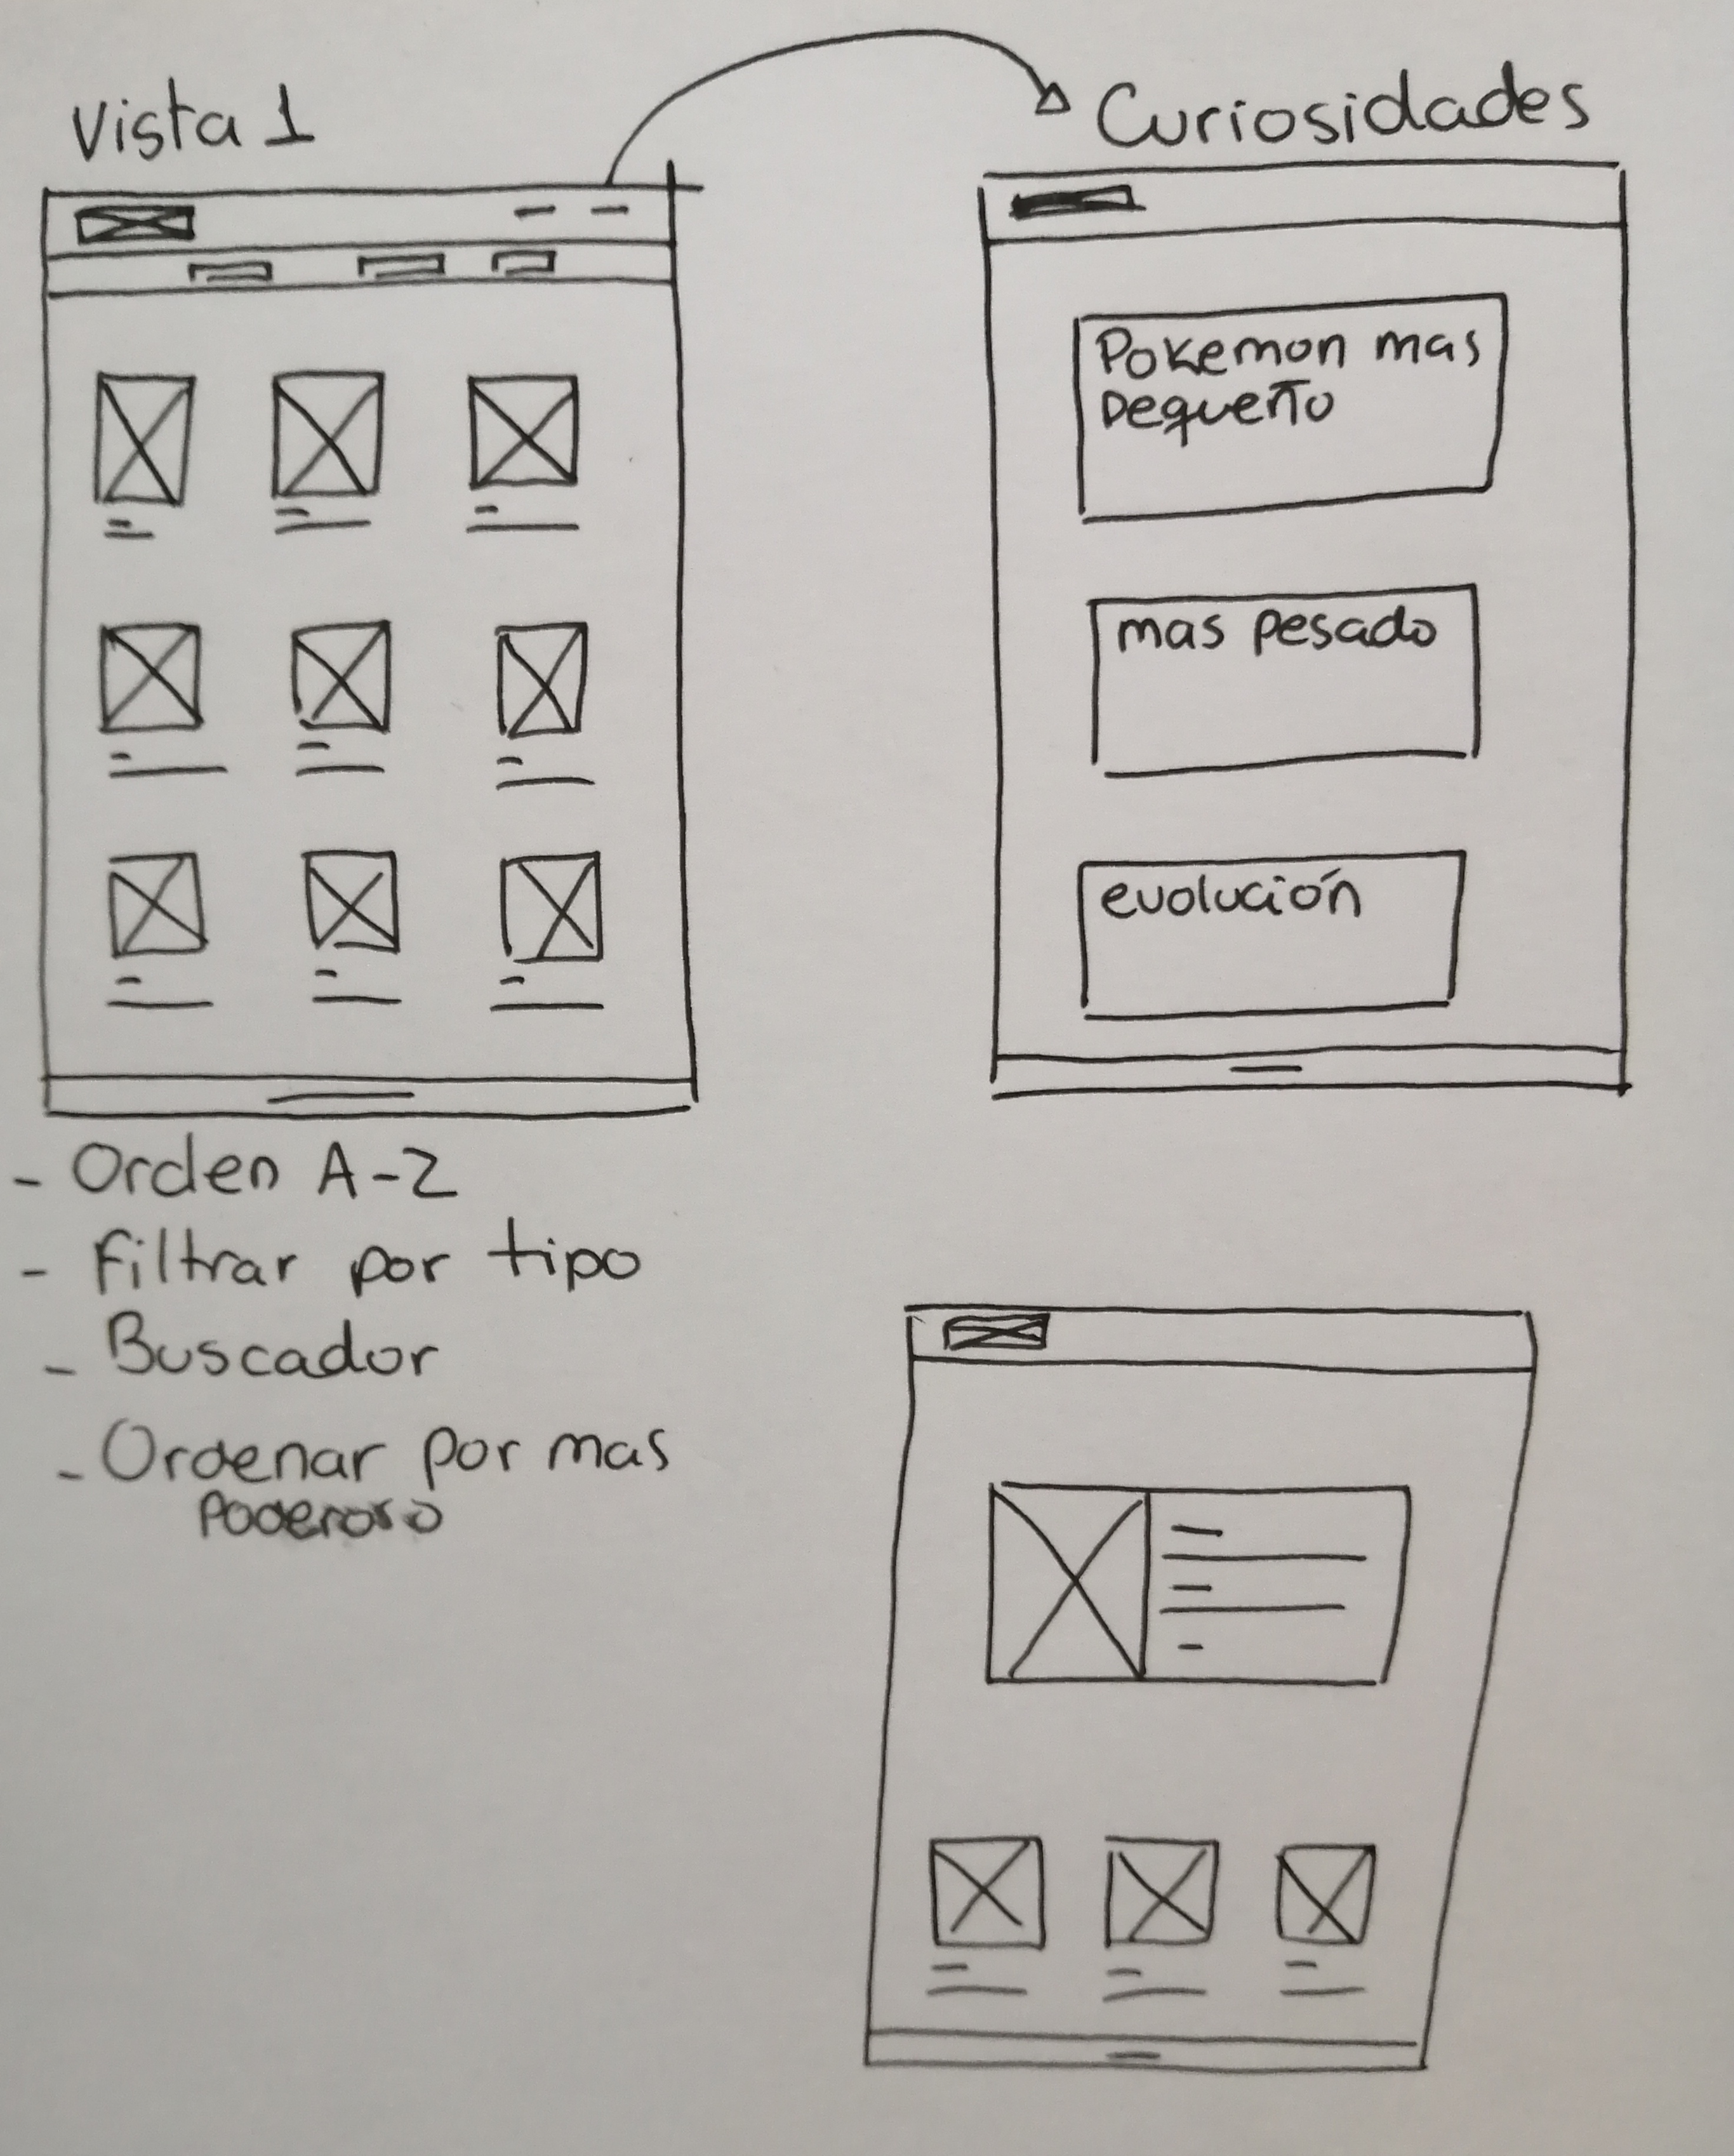 Vista 1
Curiosidades
Pokemon mas
pequeño
mas pesado
evolución
- Orden A-Z
- Filtrar por tipo
- Buscador
- Ordenar por mas
poderoso